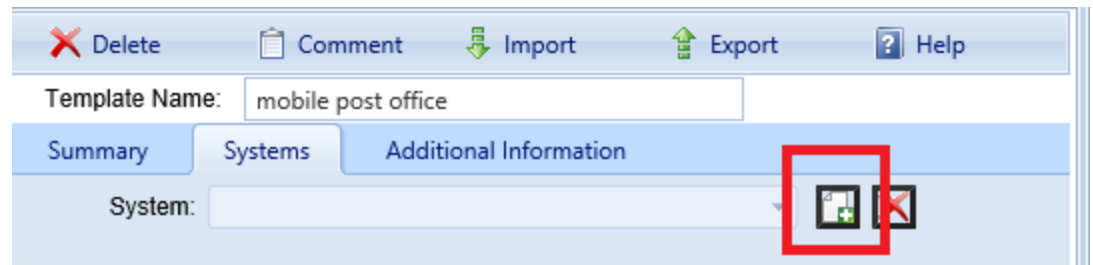 Delete Comment Import Export Help
Template Name: mobile post office
Summary Systems Additional Information
System: